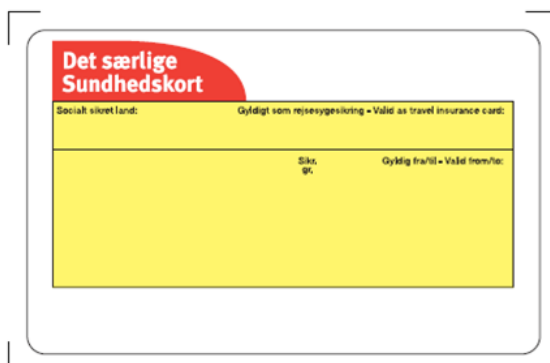 Det særlige
Sundhedskort
Socialt sikret land: Gyldigt som rejsesygesikring - Valid as travel insurance card:
Sikr. Gyldig fra/til - Valid from/to:
gr.